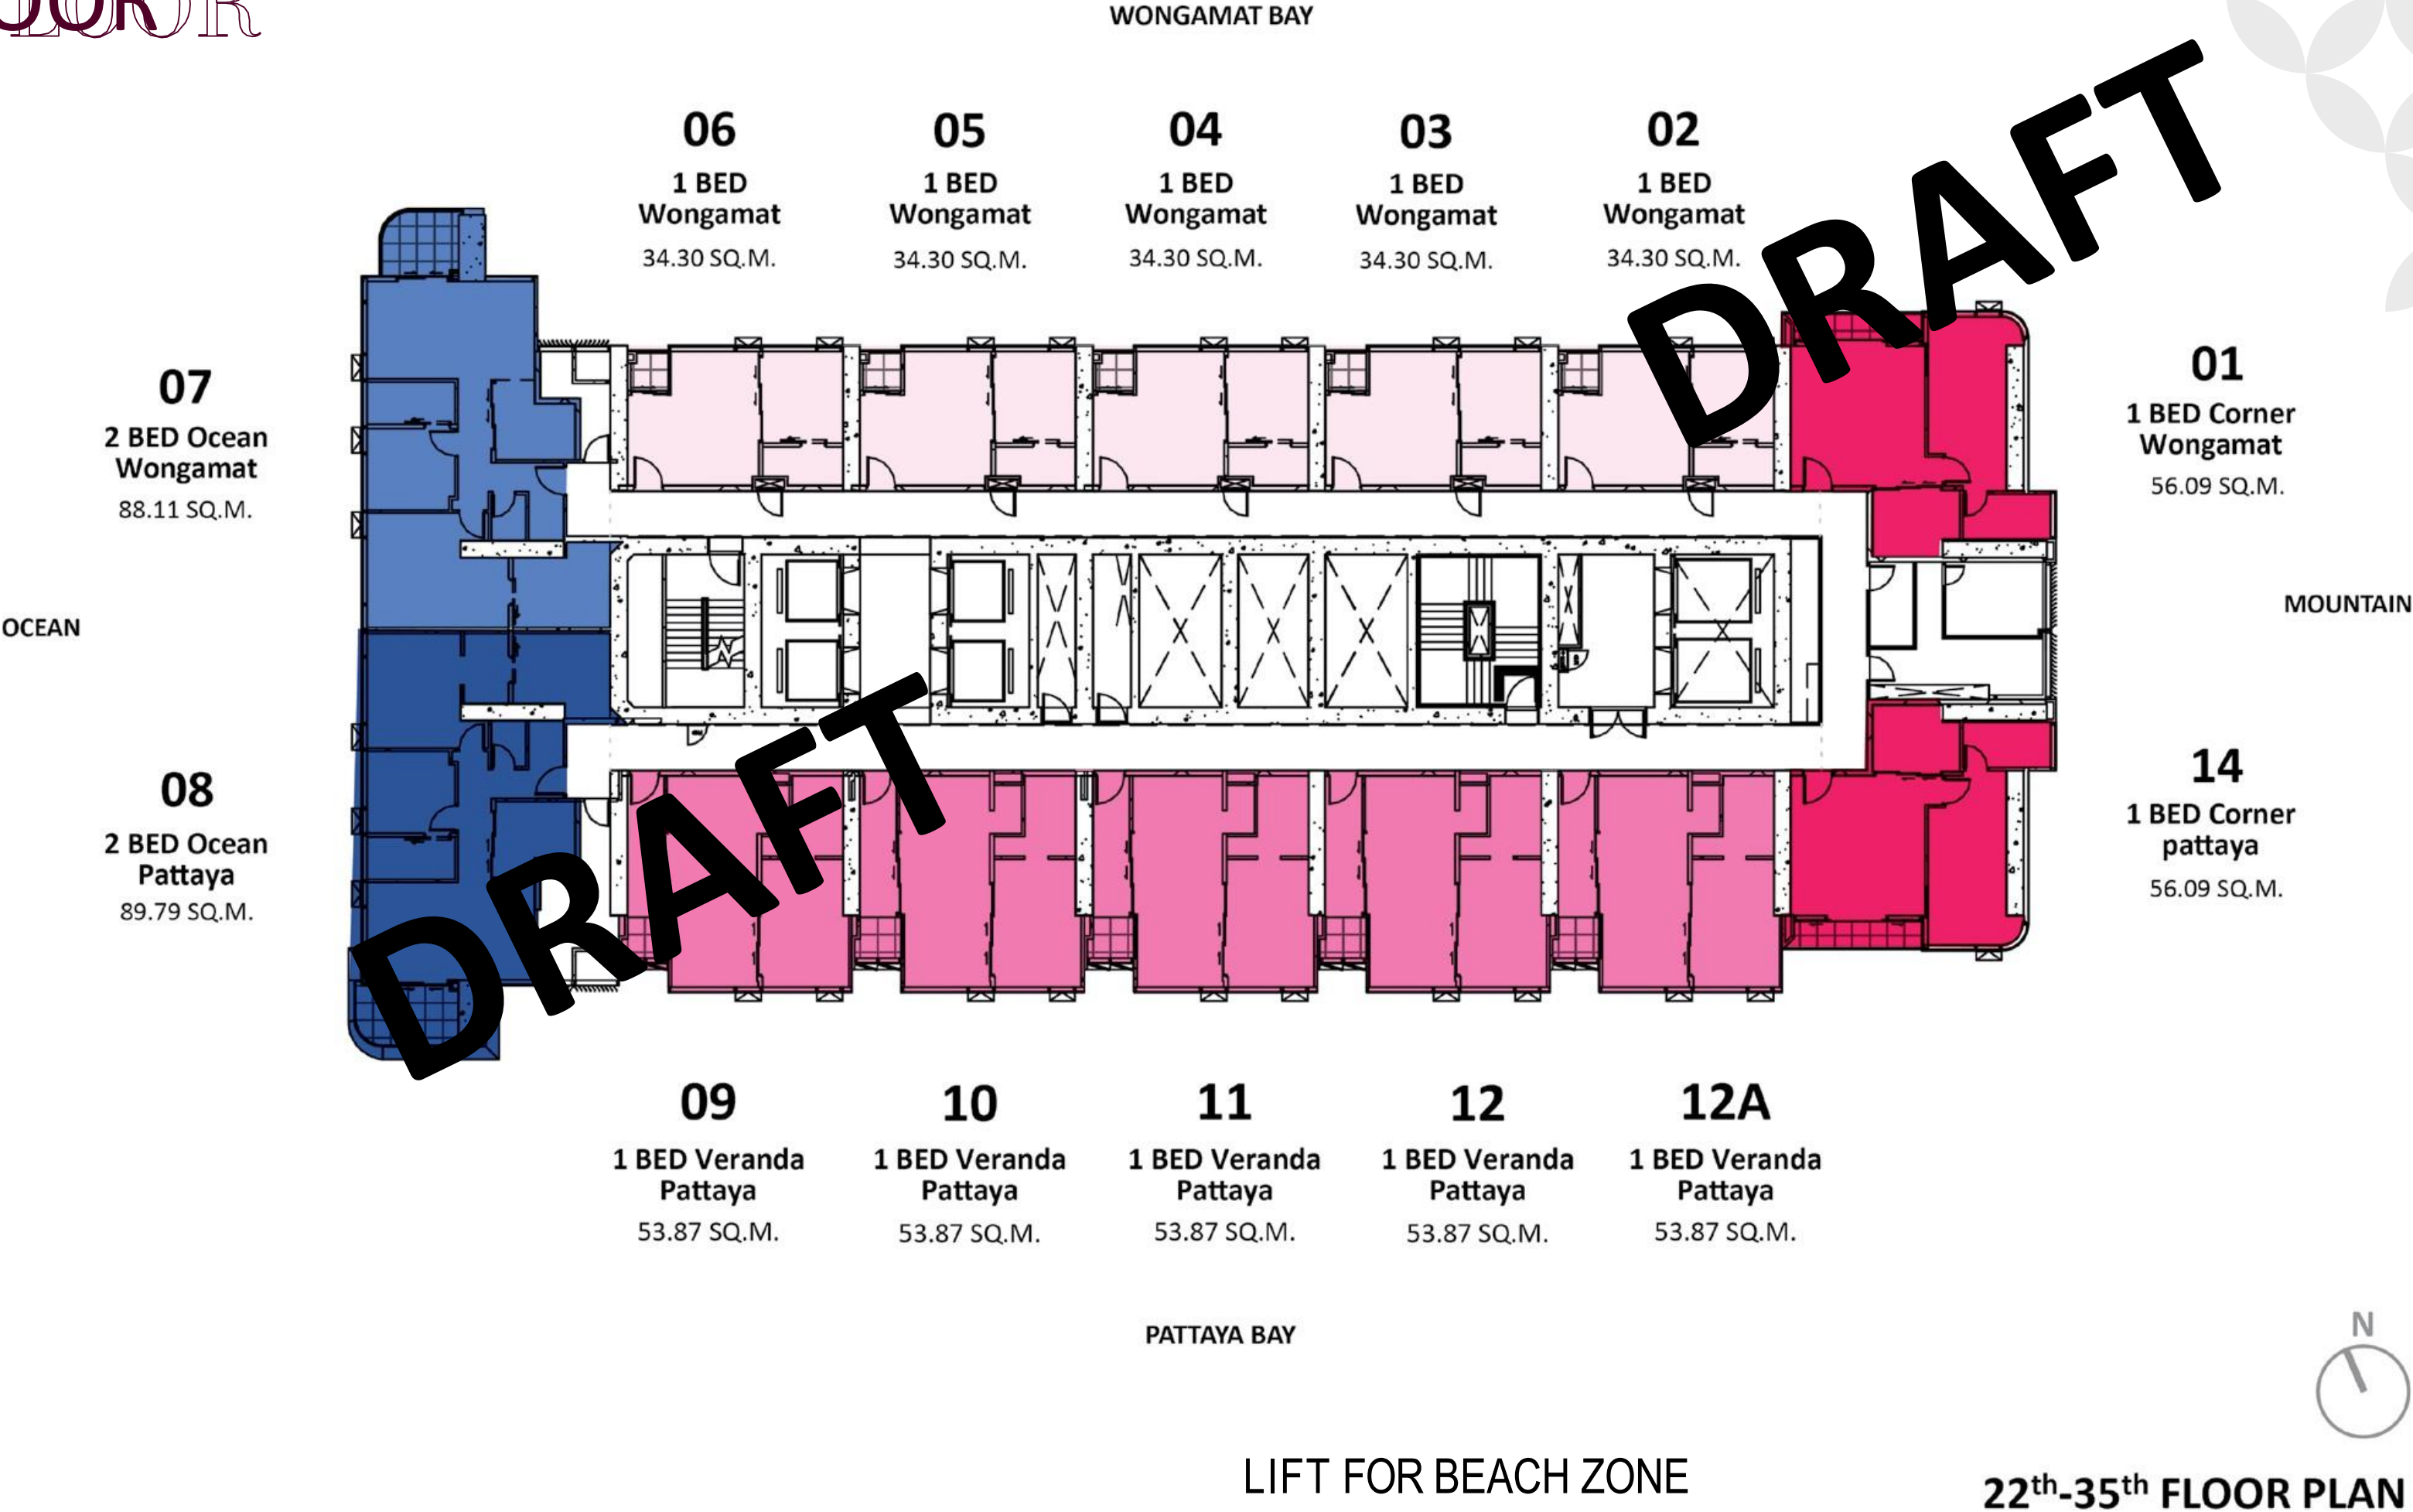 WONGAMAT BAY
06
1 BED
Wongamat
34.30 SQ.M.
05
1 BED
Wongamat
34.30 SQ.M.
04
1 BED
Wongamat
34.30 SQ.M.
03
1 BED
Wongamat
34.30 SQ.M.
02
1 BED
Wongamat
34.30 SQ.M.
DRAFT
07
2 BED Ocean
Wongamat
88.11 SQ.M.
01
1 BED Corner
Wongamat
56.09 SQ.M.
OCEAN
MOUNTAIN
08
2 BED Ocean
Pattaya
89.79 SQ.M.
DRAFT
14
1 BED Corner
pattaya
56.09 SQ.M.
09
1 BED Veranda
Pattaya
53.87 SQ.M.
10
1 BED Veranda
Pattaya
53.87 SQ.M.
11
1 BED Veranda
Pattaya
53.87 SQ.M.
12
1 BED Veranda
Pattaya
53.87 SQ.M.
12A
1 BED Veranda
Pattaya
53.87 SQ.M.
PATTAYA BAY
N
LIFT FOR BEACH ZONE
22th-35th FLOOR PLAN